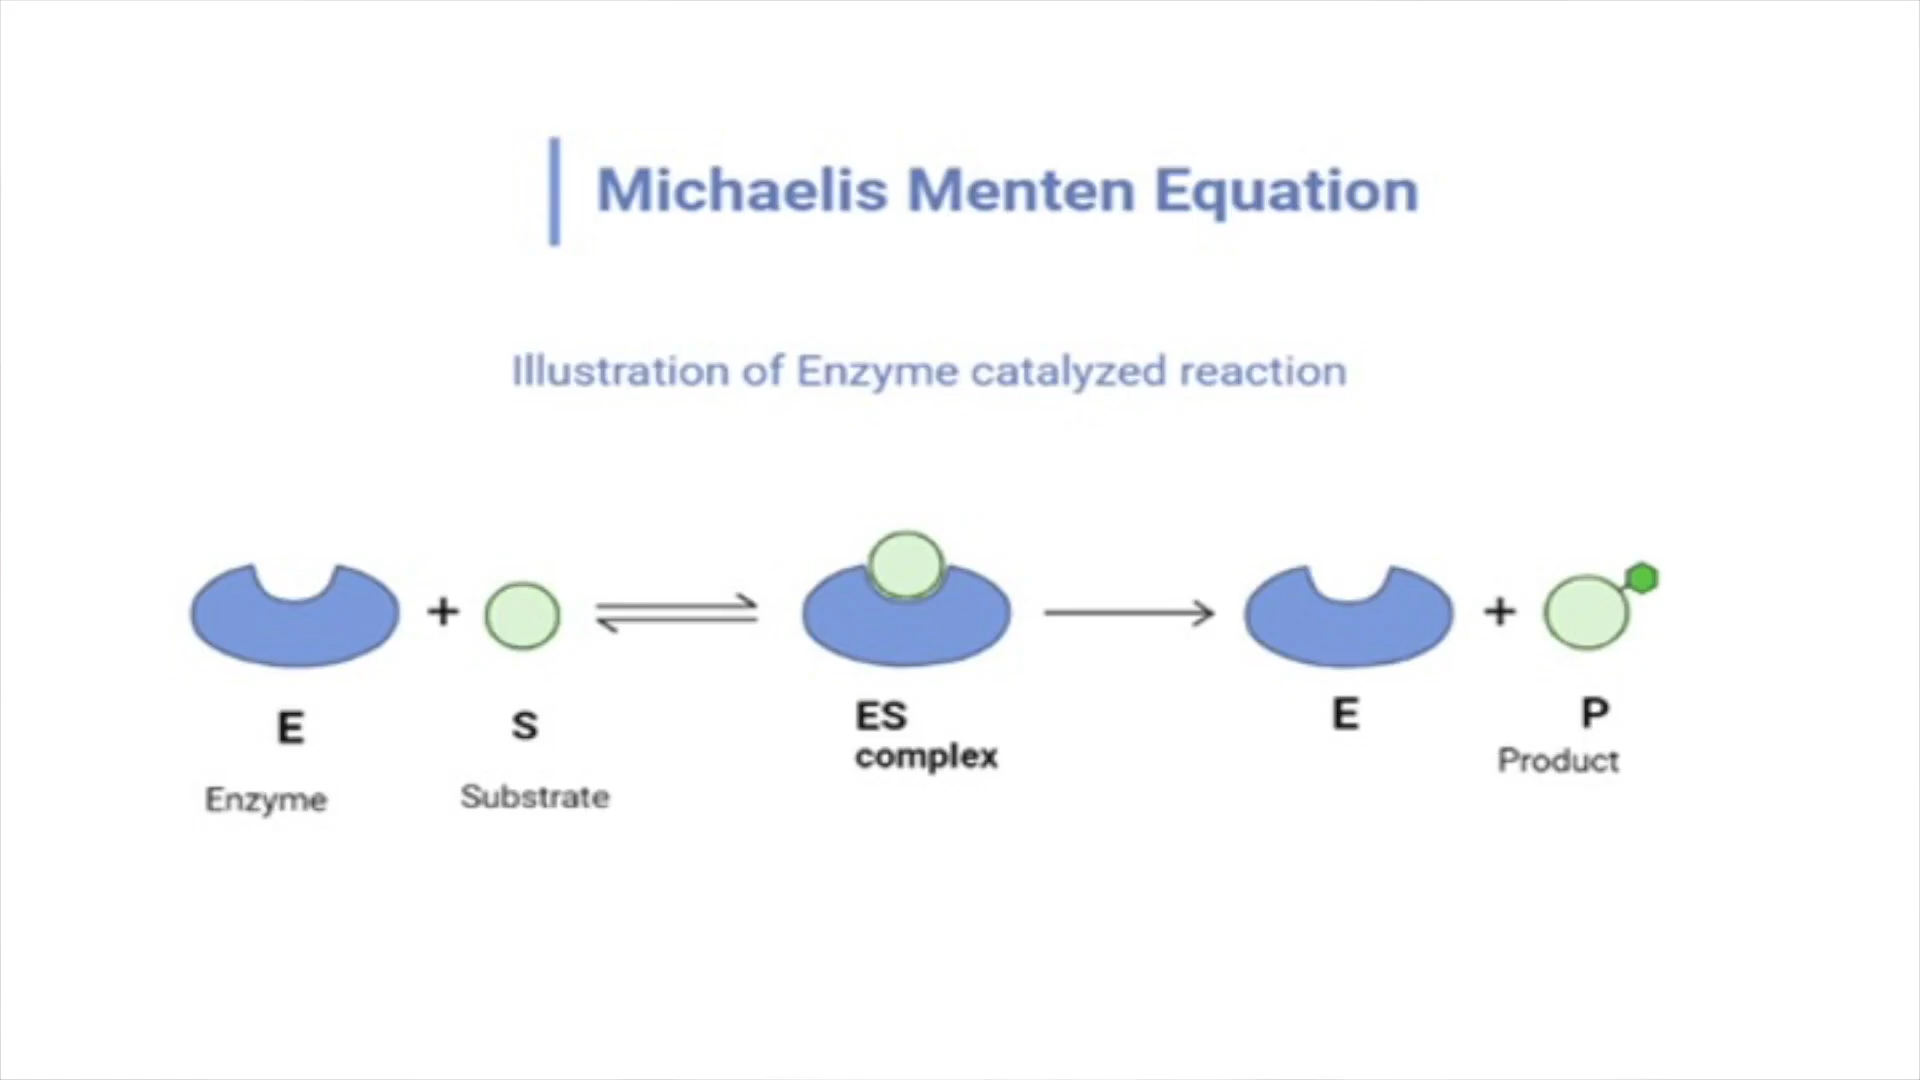 Michaelis Menten Equation
Illustration of Enzyme catalyzed reaction
E + S ES complex E + P
Enzyme Substrate Product